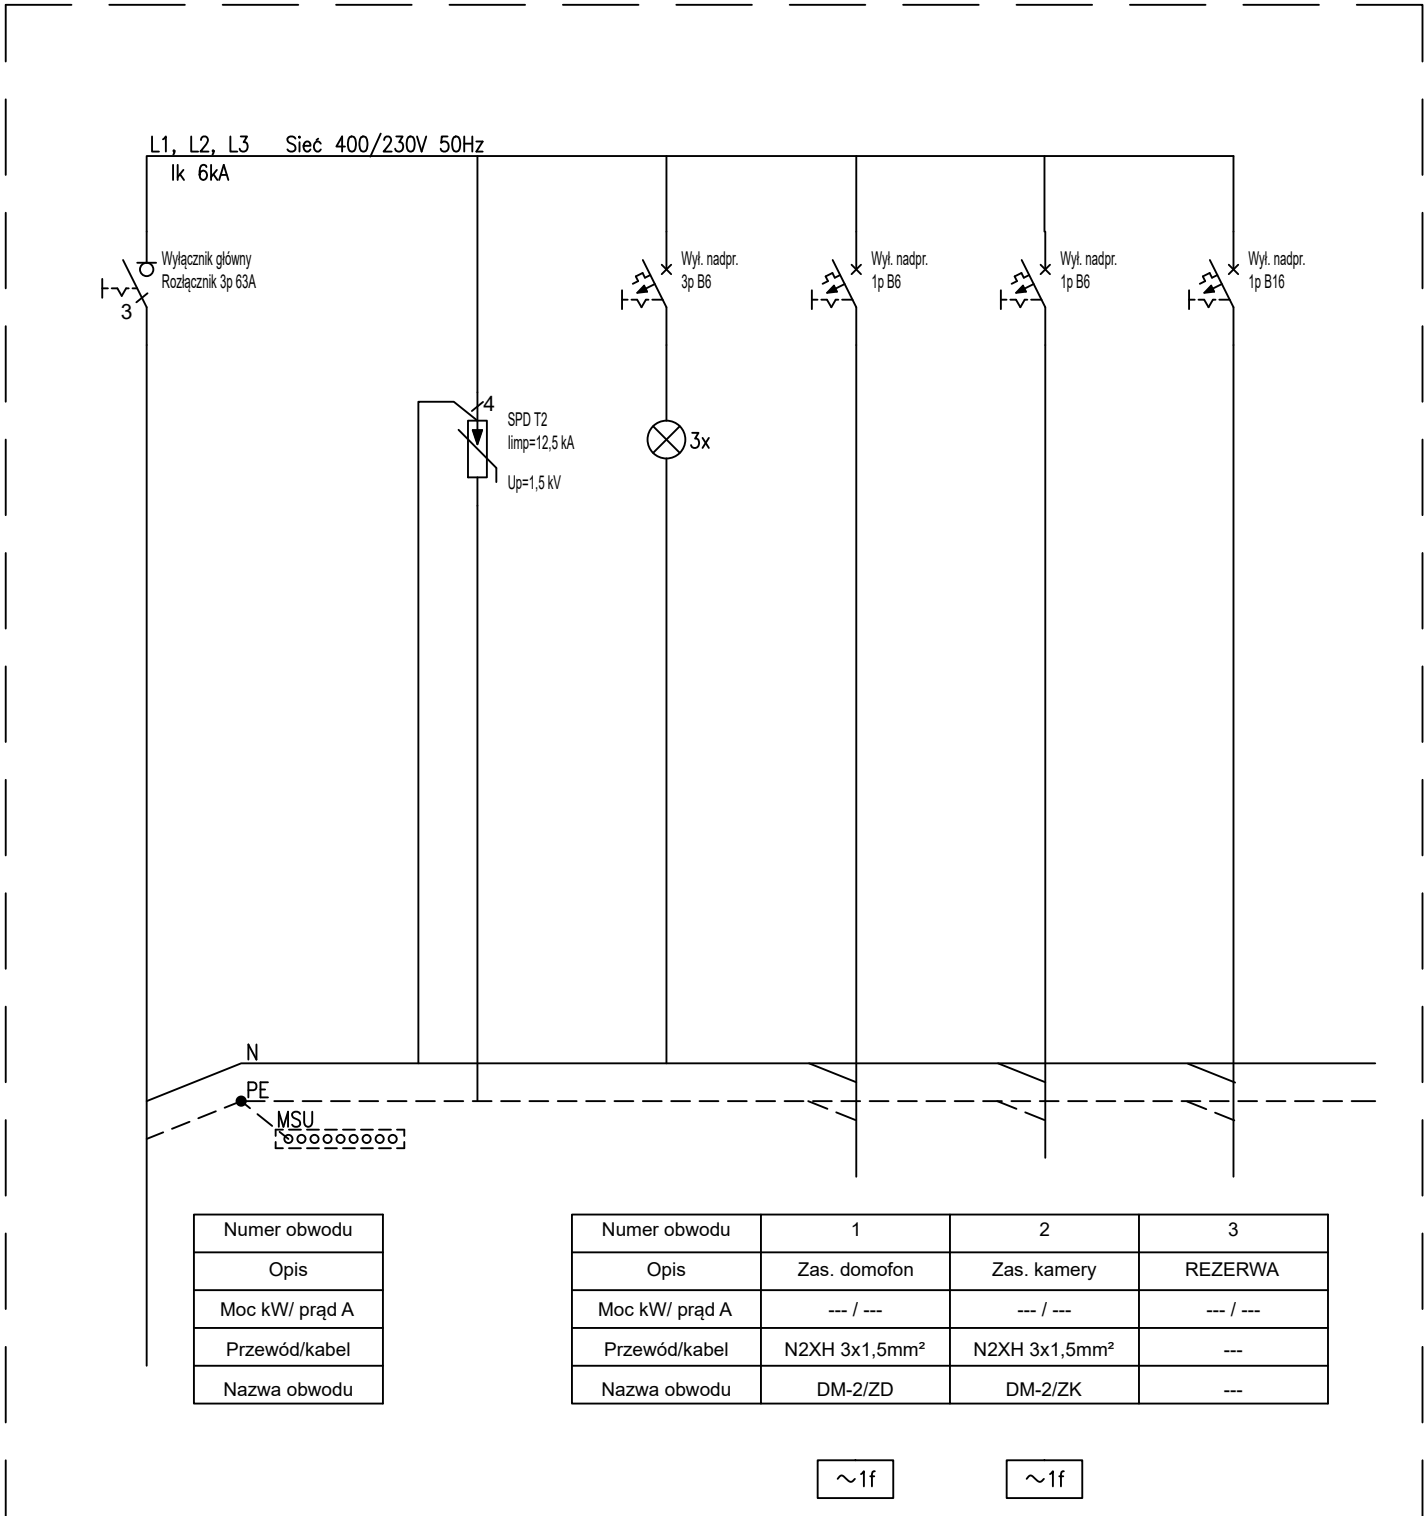 L1, L2, L3 Sieć 400/230V 50Hz
Ik 6kA
Wyłącznik główny
Rozłącznik 3p 63A
3
Wył. nadpr.
3p B6
Wył. nadpr.
1p B6
Wył. nadpr.
1p B6
Wył. nadpr.
1p B16
4
SPD T2
Iimp=12,5 kA
Up=1,5 kV
3x
N
PE
MSU
Numer obwodu
Opis
Moc kW/ prąd A
Przewód/kabel
Nazwa obwodu
Numer obwodu 1 2 3
Opis Zas. domofon Zas. kamery REZERWA
Moc kW/ prąd A --- / --- --- / --- --- / ---
Przewód/kabel N2XH 3x1,5mm² N2XH 3x1,5mm² ---
Nazwa obwodu DM-2/ZD DM-2/ZK ---
~1f ~1f